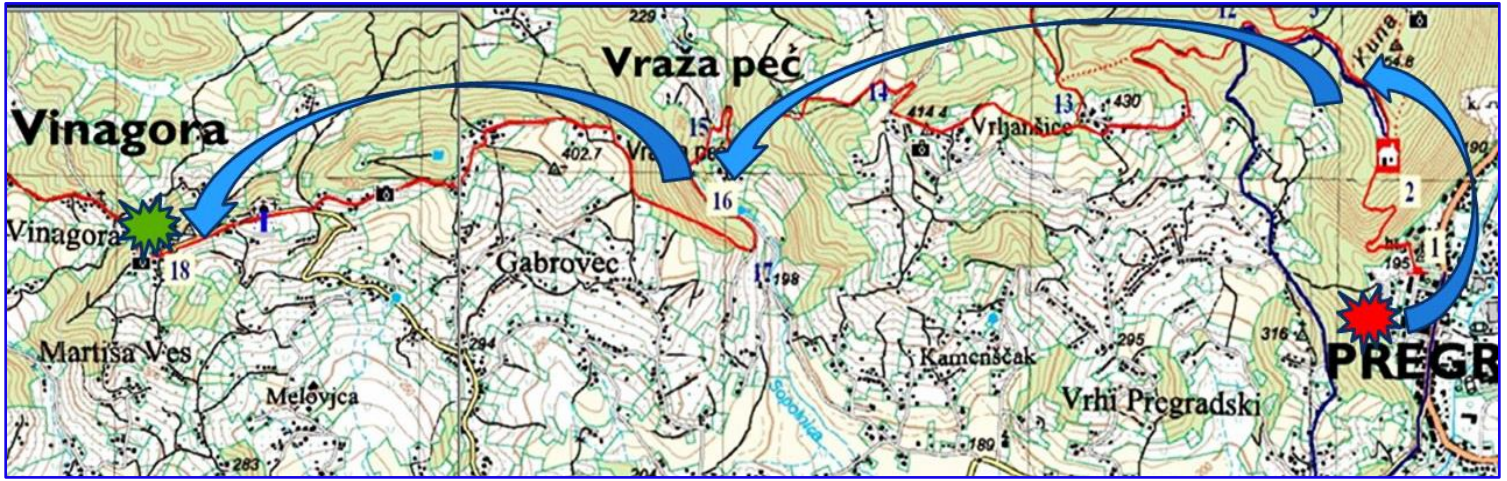 229
12
Kuna
Vraža peč
14
13
430
414.4
Vrljanšice
15
Vinagora
402.7
2
16
Vinagora
18
Gabrovec
17
198
1
195
316
PREGR
Martiša Ves
294
Kamenščak
295
Melovjca
Vrhi Pregradski
Sopotnica
189
283
204